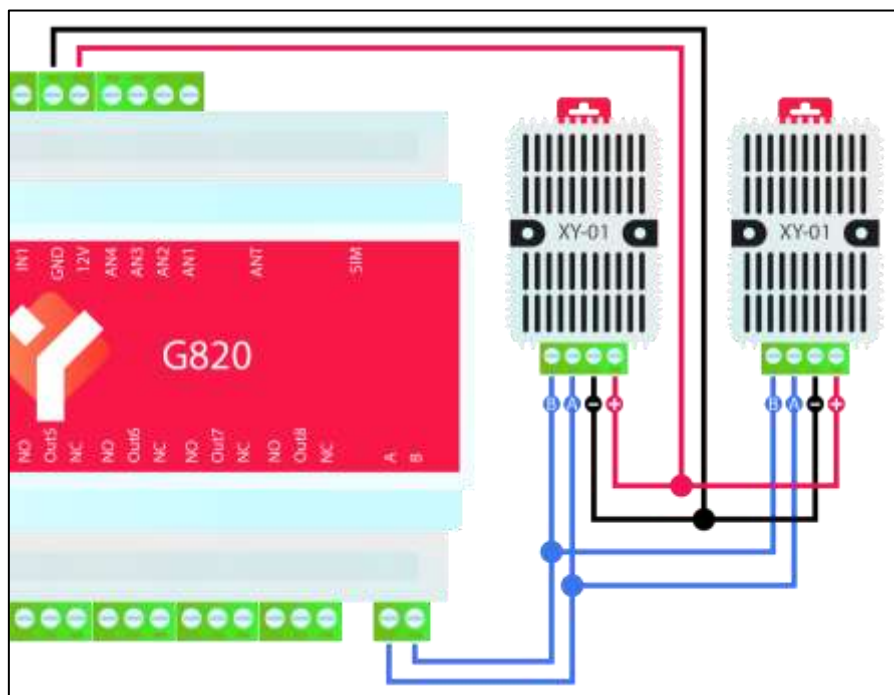 XY-01
XY-01
IN1
GND
12V
AN4
AN3
AN2
AN1
ANT
SIM
G820
NO
Out5
NC
NO
Out6
NC
NO
Out7
NC
NO
Out8
NC
A
B
B
A
−
+
B
A
−
+